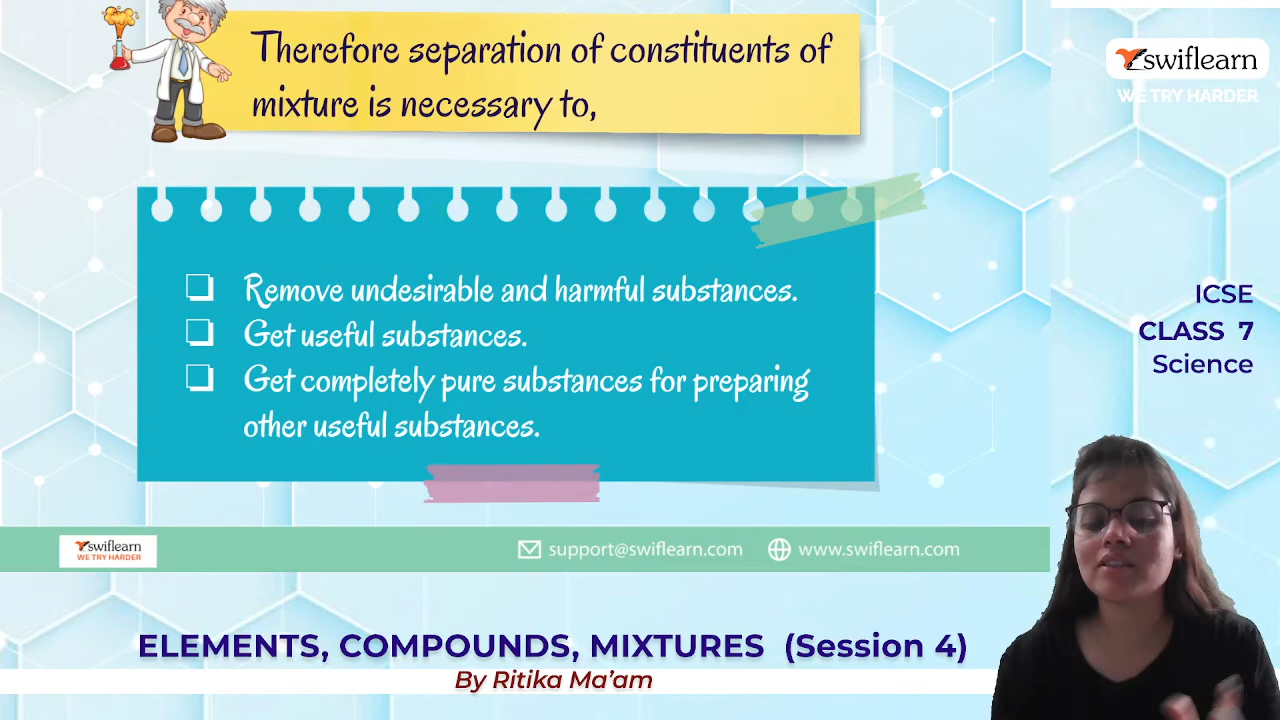 Therefore separation of constituents of
mixture is necessary to,
swiflearn
WE TRY HARDER
Remove undesirable and harmful substances.
Get useful substances.
Get completely pure substances for preparing
other useful substances.
ICSE
CLASS 7
Science
swiflearn
WE TRY HARDER
support@swiflearn.com
www.swiflearn.com
ELEMENTS, COMPOUNDS, MIXTURES (Session 4)
By Ritika Ma’am